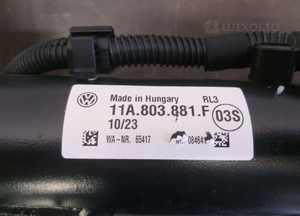 Made in Hungary RL3
11A.803.881.F
10/23 03S
WA-NR. 65417 08464